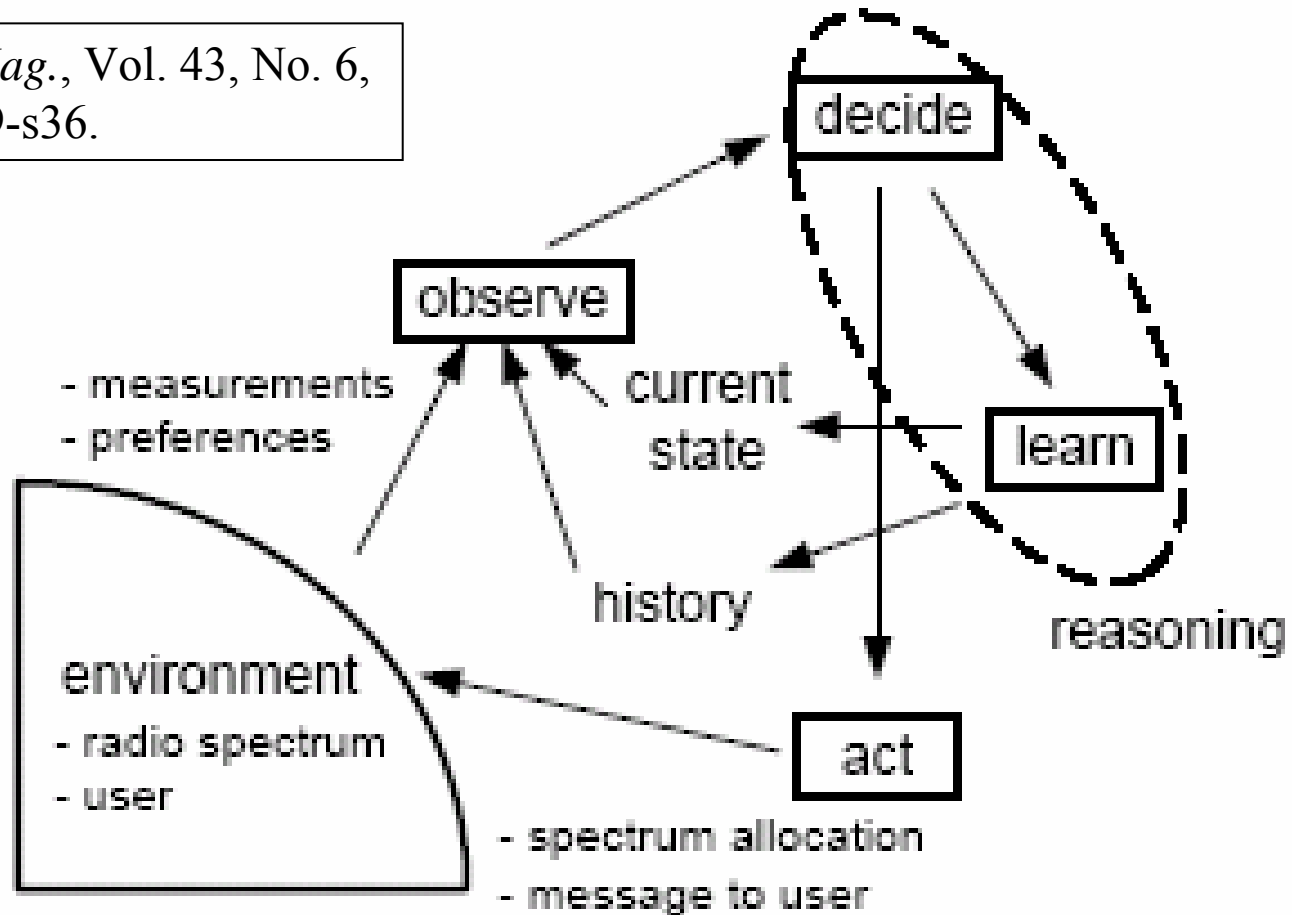 Vol. 43, No. 6,
-s36.
decide
observe
- measurements
- preferences
current
state
learn
history
reasoning
environment
- radio spectrum
- user
act
- spectrum allocation
- message to user